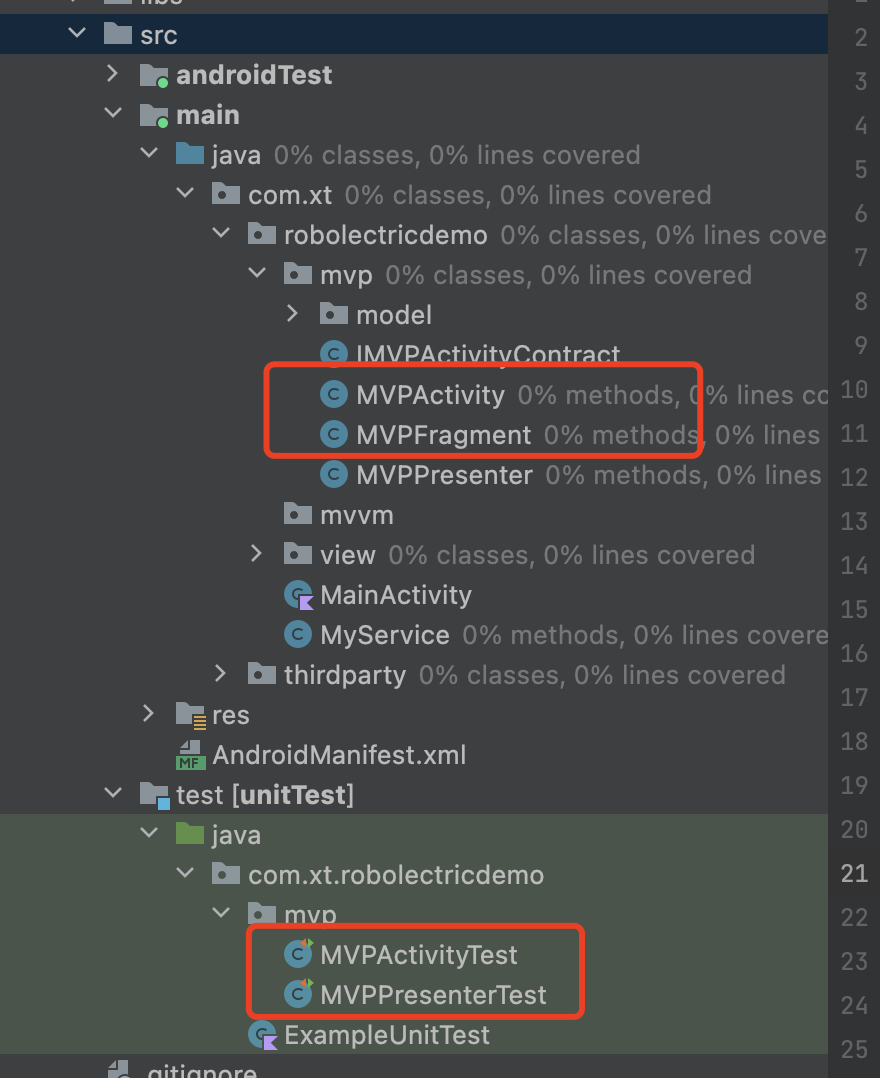 libs
src
androidTest
main
java 0% classes, 0% lines covered
com.xt 0% classes, 0% lines covered
robolectricdemo 0% classes, 0% lines cove
mvp 0% classes, 0% lines covered
model
IMVPActivityContract
MVPActivity 0% methods, 0% lines co
MVPFragment 0% methods, 0% lines
MVPPresenter 0% methods, 0% lines
mvvm
view 0% classes, 0% lines covered
MainActivity
MyService 0% methods, 0% lines covere
thirdparty 0% classes, 0% lines covered
res
AndroidManifest.xml
test [unitTest]
java
com.xt.robolectricdemo
mvp
MVPActivityTest
MVPPresenterTest
ExampleUnitTest
.gitignore
2
3
4
5
6
7
8
9
10
11
12
13
14
15
16
17
18
19
20
21
22
23
24
25